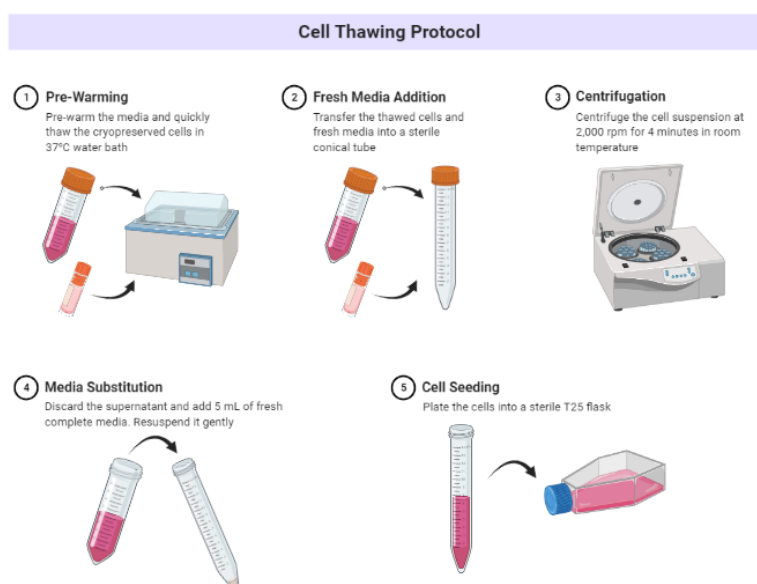 Cell Thawing Protocol
1 Pre-Warming
Pre-warm the media and quickly
thaw the cryopreserved cells in
37ºC water bath
2 Fresh Media Addition
Transfer the thawed cells and
fresh media into a sterile
conical tube
3 Centrifugation
Centrifuge the cell suspension at
2,000 rpm for 4 minutes in room
temperature
4 Media Substitution
Discard the supernatant and add 5 mL of fresh
complete media. Resuspend it gently
5 Cell Seeding
Plate the cells into a sterile T25 flask